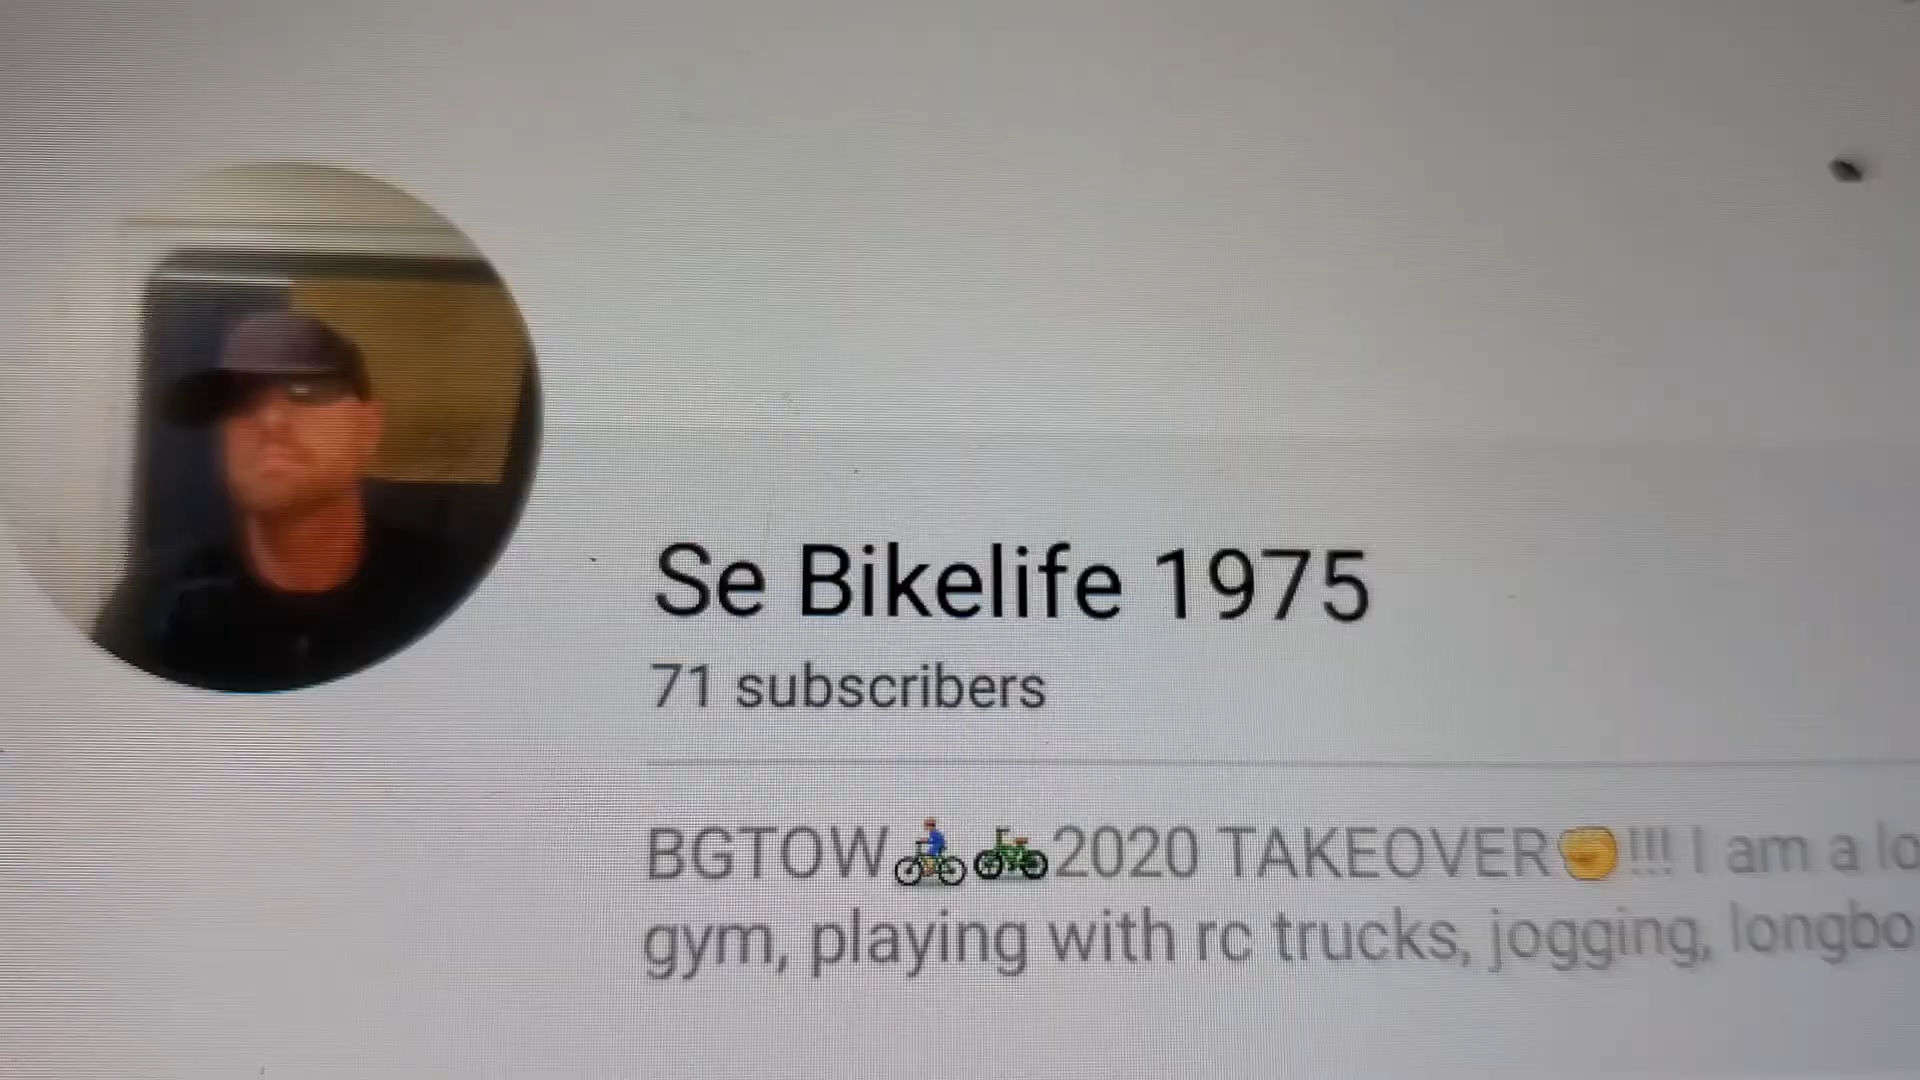 Se Bikelife 1975
71 subscribers
BGTOW🚴🚲2020 TAKEOVER✊!!! I am a
gym, playing with rc trucks, jogging,